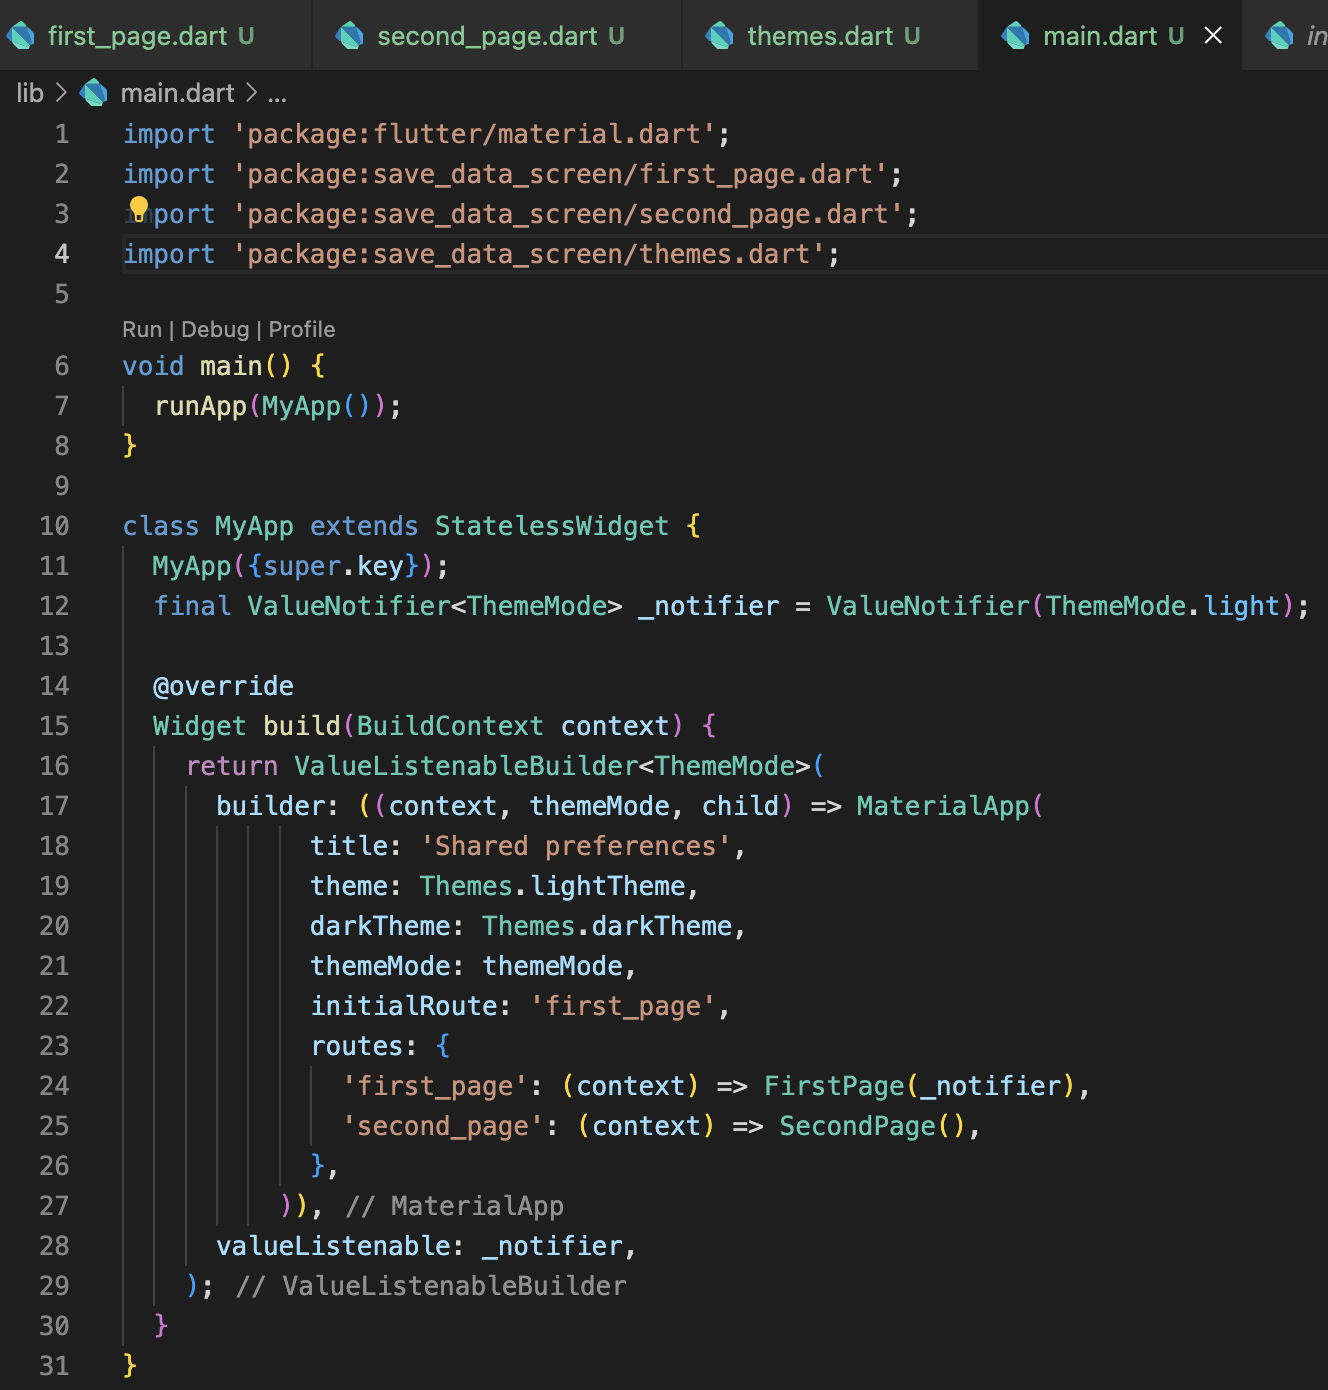 first_page.dart U second_page.dart U themes.dart U main.dart U × in
lib > main.dart > ...
1 import 'package:flutter/material.dart';
2 import 'package:save_data_screen/first_page.dart';
3 import 'package:save_data_screen/second_page.dart';
4 import 'package:save_data_screen/themes.dart';
5
Run | Debug | Profile
6 void main() {
7 runApp(MyApp());
8 }
9
10 class MyApp extends StatelessWidget {
11 MyApp({super.key});
12 final ValueNotifier<ThemeMode> _notifier = ValueNotifier(ThemeMode.light);
13
14 @override
15 Widget build(BuildContext context) {
16 return ValueListenableBuilder<ThemeMode>(
17 builder: ((context, themeMode, child) => MaterialApp(
18 title: 'Shared preferences',
19 theme: Themes.lightTheme,
20 darkTheme: Themes.darkTheme,
21 themeMode: themeMode,
22 initialRoute: 'first_page',
23 routes: {
24 'first_page': (context) => FirstPage(_notifier),
25 'second_page': (context) => SecondPage(),
26 },
27 )), // MaterialApp
28 valueListenable: _notifier,
29 ); // ValueListenableBuilder
30 }
31 }